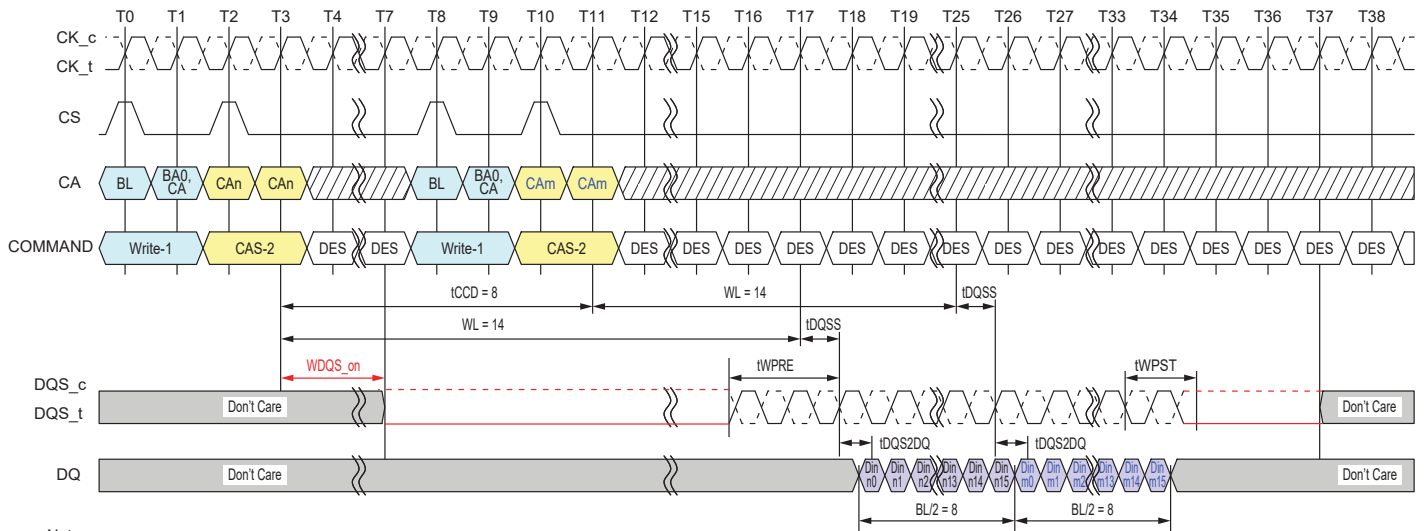 T0 T1 T2 T3 T4 T7 T8 T9 T10 T11 T12 T15 T16 T17 T18 T19 T25 T26 T27 T33 T34 T35 T36 T37 T38
CK_c
CK_t
CS
CA BL BA0, CA CAn CAn BL BA0, CA CAm CAm
COMMAND Write-1 CAS-2 DES DES Write-1 CAS-2 DES DES DES DES DES DES DES DES DES DES DES DES DES DES DES
tCCD = 8 WL = 14 tDQSS
WL = 14 tDQSS
WDQS_on tWPRE tWPST
DQS_c
DQS_t Don't Care Don't Care
tDQS2DQ tDQS2DQ
DQ Don't Care Din n0 Din n1 Din n2 Din n13 Din n14 Din n15 Din m0 Din m1 Din m2 Din m13 Din m14 Din m15 Don't Care
BL/2 = 8 BL/2 = 8